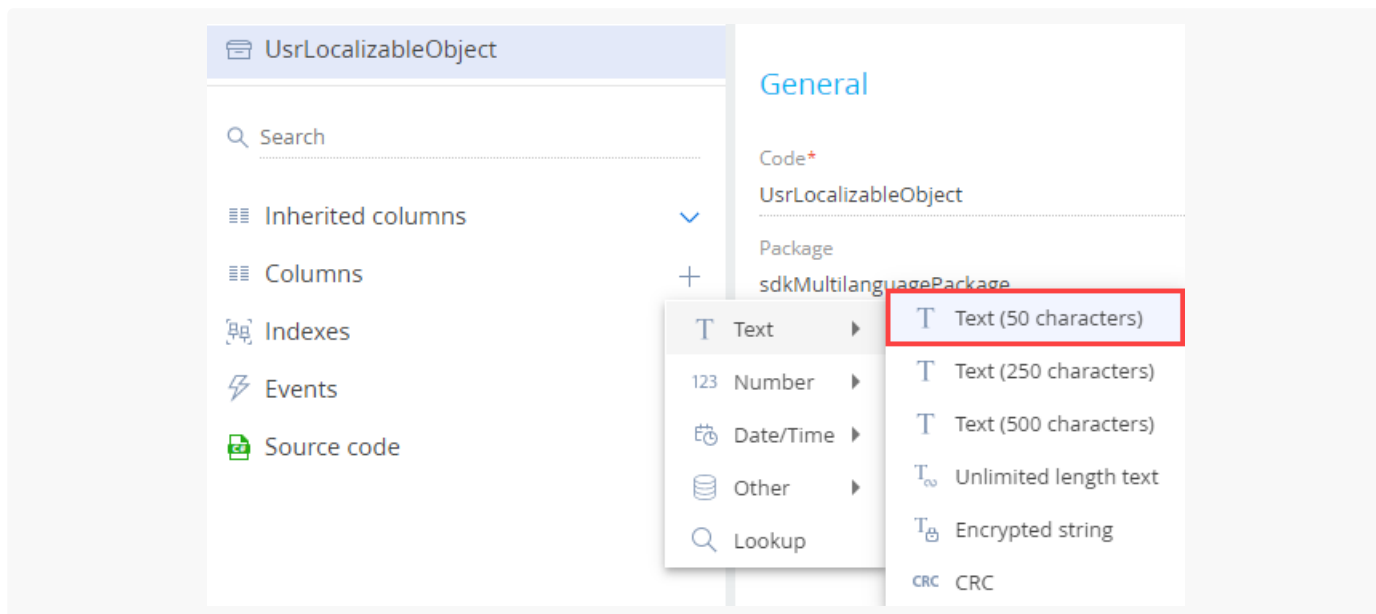 UsrLocalizableObject
Search
Inherited columns
Columns
Indexes
Events
C#
Source code
General
Code*
UsrLocalizableObject
Package
sdkMultilanguagePackage
T Text
123 Number
Date/Time
Other
Lookup
T Text (50 characters)
T Text (250 characters)
T Text (500 characters)
T Unlimited length text
T Encrypted string
CRC CRC